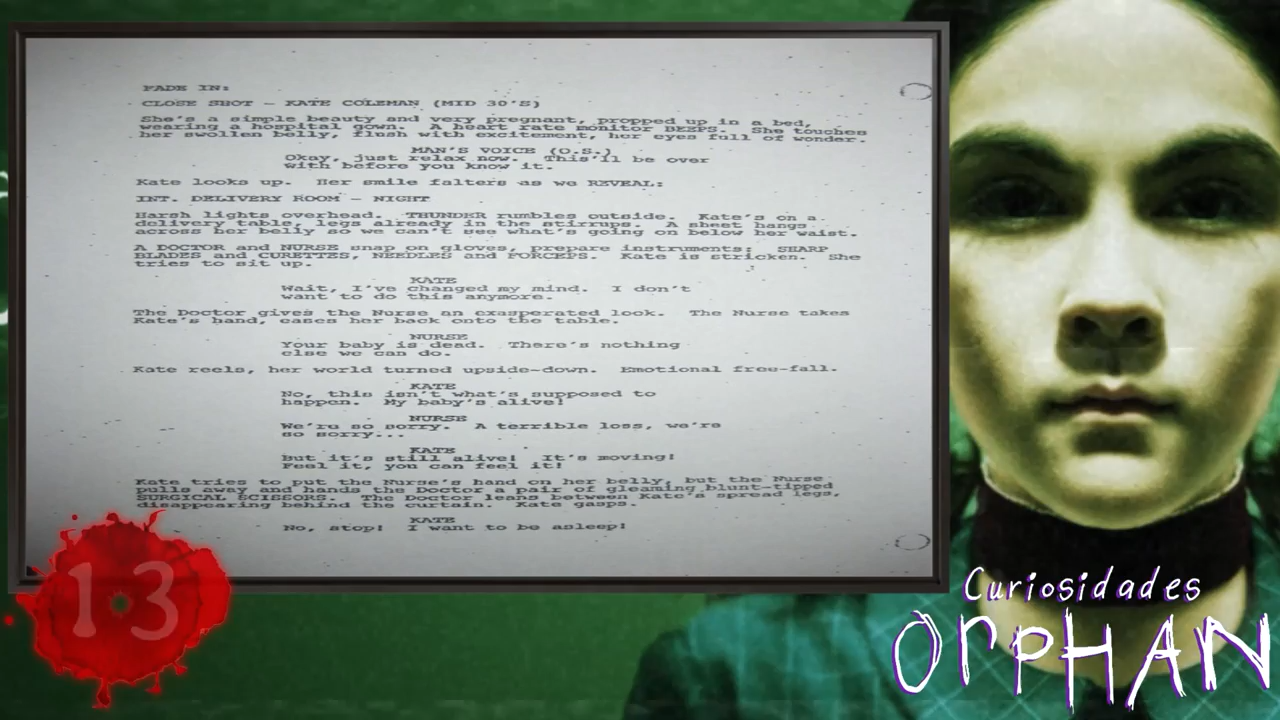 FADE IN:
CLOSE SHOT - KATE COLEMAN (MID 30'S)
She's a simple beauty and very pregnant, propped up in a bed,
wearing a hospital gown. A heart rate monitor BEEPS. She touches
her swollen belly, flush with excitement, her eyes full of wonder.
MAN'S VOICE (O.S.)
Okay, just relax now. This'll be over
with before you know it.
Kate looks up. Her smile falters as we REVEAL:
INT. DELIVERY ROOM - NIGHT
Harsh lights overhead. THUNDER rumbles outside. Kate's on a
delivery table, legs already in the stirrups. A sheet hangs
across her belly so we can't see what's going on below her waist.
A DOCTOR and NURSE snap on gloves, prepare instruments: SHARP
BLADES and CURETTES, NEEDLES and FORCEPS. Kate is stricken. She
tries to sit up.
KATE
Wait, I've changed my mind. I don't
want to do this anymore.
The Doctor gives the Nurse an exasperated look. The Nurse takes
Kate's hand, eases her back onto the table.
NURSE
Your baby is dead. There's nothing
else we can do.
Kate reels, her world turned upside-down. Emotional free-fall.
KATE
No, this isn't what's supposed to
happen. My baby's alive!
NURSE
We're so sorry. A terrible loss, we're
so sorry...
KATE
But it's still alive! It's moving!
Feel it, you can feel it!
Kate tries to put the Nurse's hand on her belly, but the Nurse
pulls away and hands the Doctor a pair of gleaming blunt-tipped
SURGICAL SCISSORS. The Doctor leans between Kate's spread legs,
disappearing behind the curtain. Kate gasps.
KATE
No, stop! I want to be asleep!
13
Curiosidades
OrPHAN